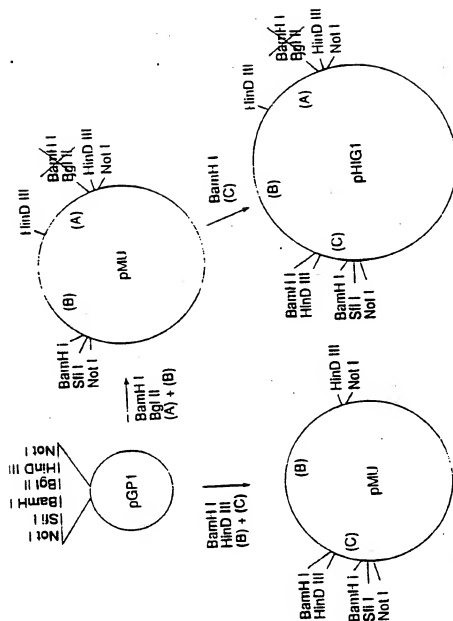 Not I
Sfi I
BamH I
Bgl II
HinD III
Not I
pGP1
BamH I
Bgl II
(A) + (B)
BamH I
Sfi I
Not I
(B)
pMU
(A)
HinD III
BamH I
Bgl II
HinD III
Not I
BamH I
HinD III
(B) + (C)
BamH I
(C)
BamH I
HinD III
(C)
BamH I
Sfi I
Not I
(B)
pMU
HinD III
Not I
BamH I
HinD III
(C)
BamH I
Sfi I
Not I
(B)
pHIG1
(A)
HinD III
BamH I
Bgl II
HinD III
Not I